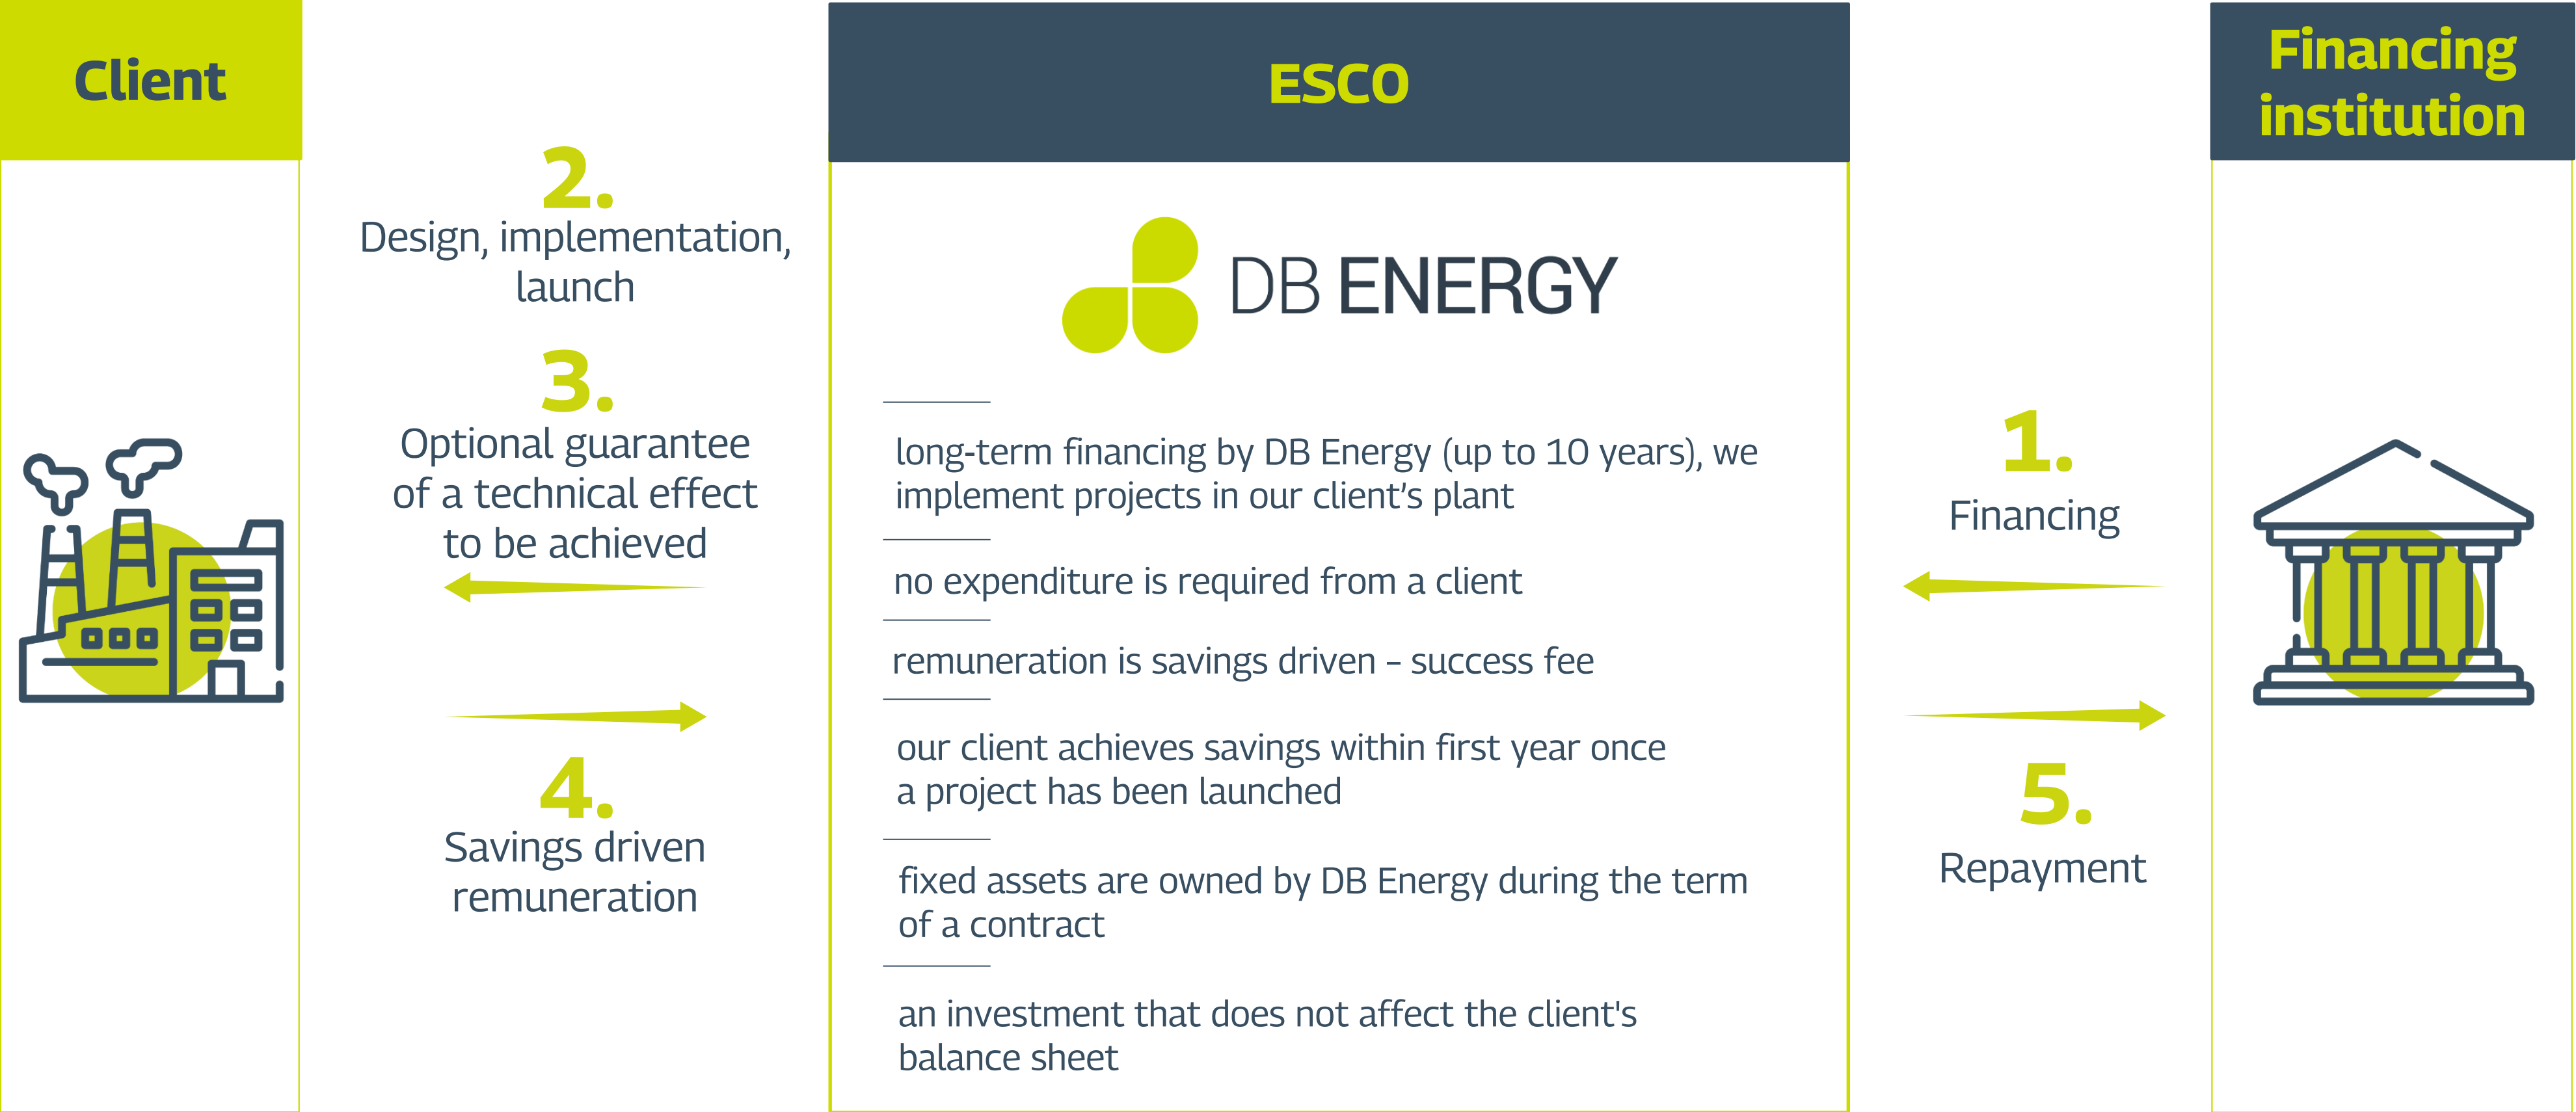 Client
2.
Design, implementation,
launch
3.
Optional guarantee
of a technical effect
to be achieved
4.
Savings driven
remuneration
ESCO
DB ENERGY
long-term financing by DB Energy (up to 10 years), we
implement projects in our client’s plant
no expenditure is required from a client
remuneration is savings driven – success fee
our client achieves savings within first year once
a project has been launched
fixed assets are owned by DB Energy during the term
of a contract
an investment that does not affect the client's
balance sheet
1.
Financing
5.
Repayment
Financing
institution